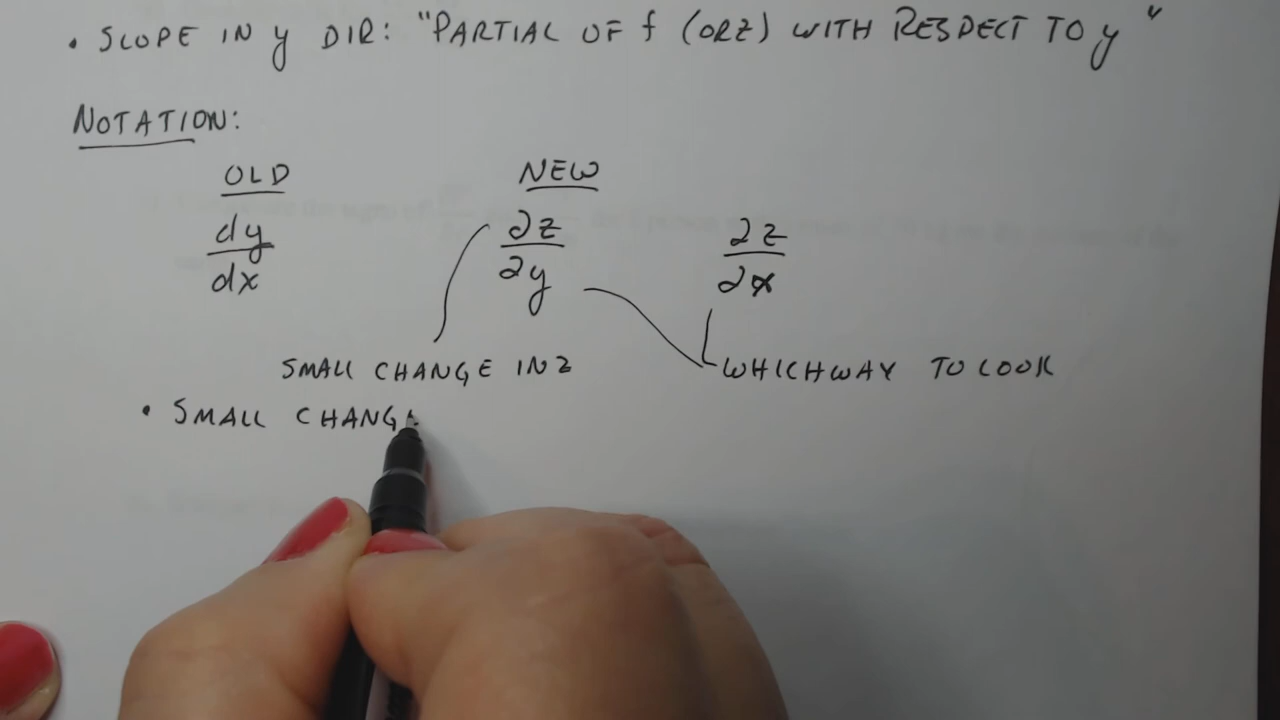 • SLOPE IN y DIR: "PARTIAL OF f (OR Z) WITH RESPECT TO y"
NOTATION:
OLD NEW
dy/dx ∂z/∂y ∂z/∂x
SMALL CHANGE IN Z WHICH WAY TO LOOK
• SMALL CHANG